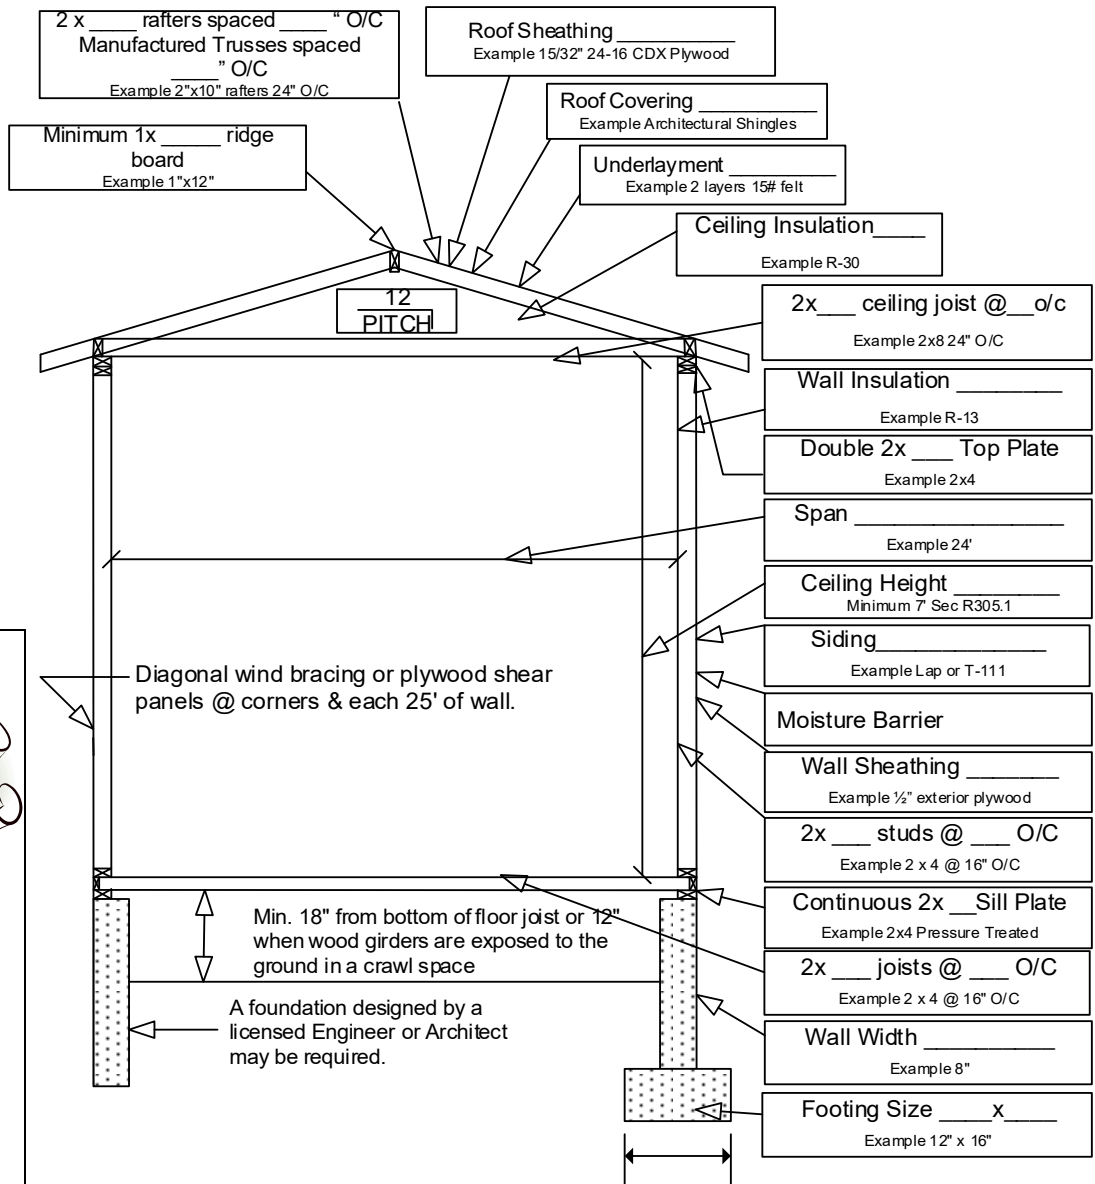 2 x ____ rafters spaced ____ “ O/C
Manufactured Trusses spaced
____” O/C
Example 2"x10" rafters 24" O/C
Roof Sheathing __________
Example 15/32" 24-16 CDX Plywood
Roof Covering __________
Example Architectural Shingles
Minimum 1x _____ ridge
board
Example 1"x12"
Underlayment _________
Example 2 layers 15# felt
Ceiling Insulation____
Example R-30
12
PITCH
2x___ ceiling joist @__o/c
Example 2x8 24" O/C
Wall Insulation ________
Example R-13
Double 2x ___ Top Plate
Example 2x4
Span ________________
Example 24'
Ceiling Height ________
Minimum 7' Sec R305.1
Siding_____________
Example Lap or T-111
Diagonal wind bracing or plywood shear
panels @ corners & each 25' of wall.
Moisture Barrier
Wall Sheathing _______
Example ½” exterior plywood
2x ___ studs @ ___ O/C
Example 2 x 4 @ 16" O/C
Continuous 2x __Sill Plate
Example 2x4 Pressure Treated
Min. 18" from bottom of floor joist or 12"
when wood girders are exposed to the
ground in a crawl space
2x ___ joists @ ___ O/C
Example 2 x 4 @ 16" O/C
A foundation designed by a
licensed Engineer or Architect
may be required.
Wall Width __________
Example 8"
Footing Size ____x____
Example 12" x 16"